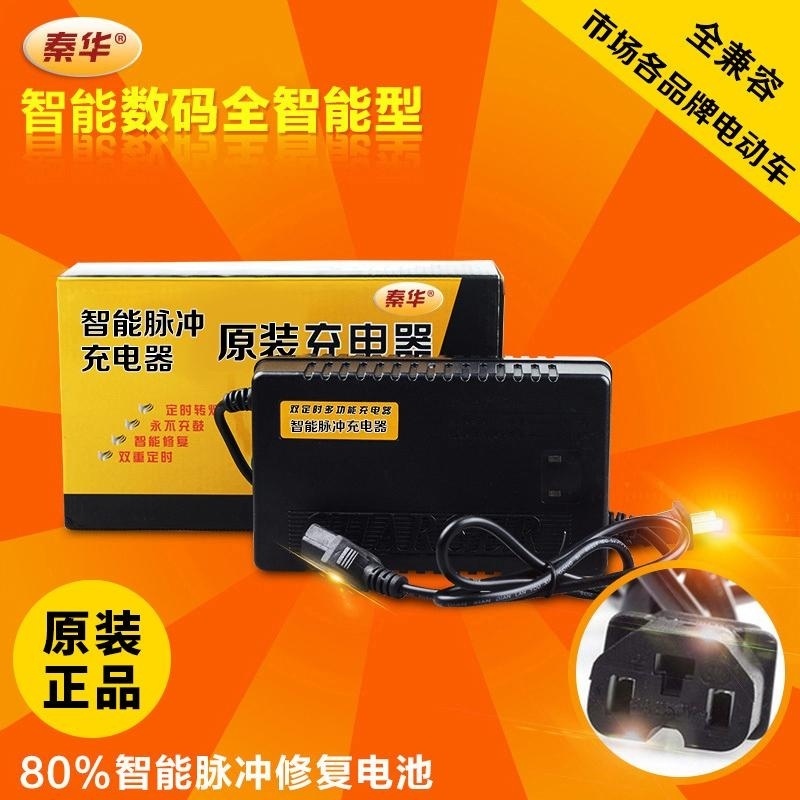 秦华®
智能数码全智能型
全兼容
市场各品牌电动车
秦华®
智能脉冲
充电器
原装充电器
定时转灯
永不充鼓
智能修复
双重定时
双定时多功能充电器
智能脉冲充电器
CHARGER
原装
正品
80%智能脉冲修复电池